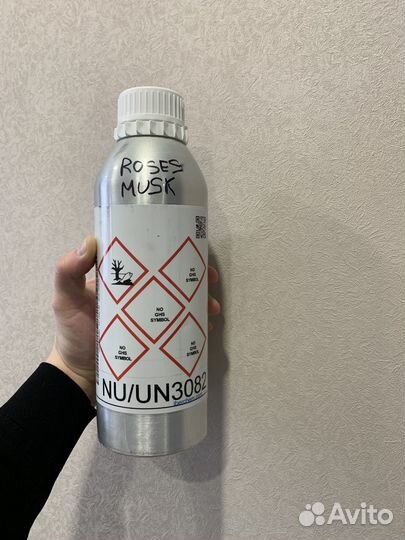 ROSES
MUSK
NO
GHS
SYMBOL
NO
GHS
SYMBOL
NO
GHS
SYMBOL
NO
GHS
SYMBOL
NU/UN3082
Avito